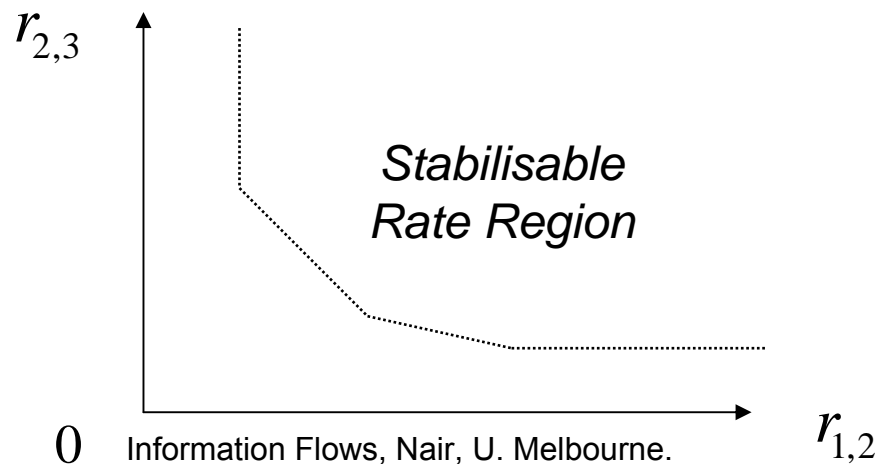 r2,3
Stabilisable
Rate Region
0
Information Flows, Nair, U. Melbourne.
r1,2